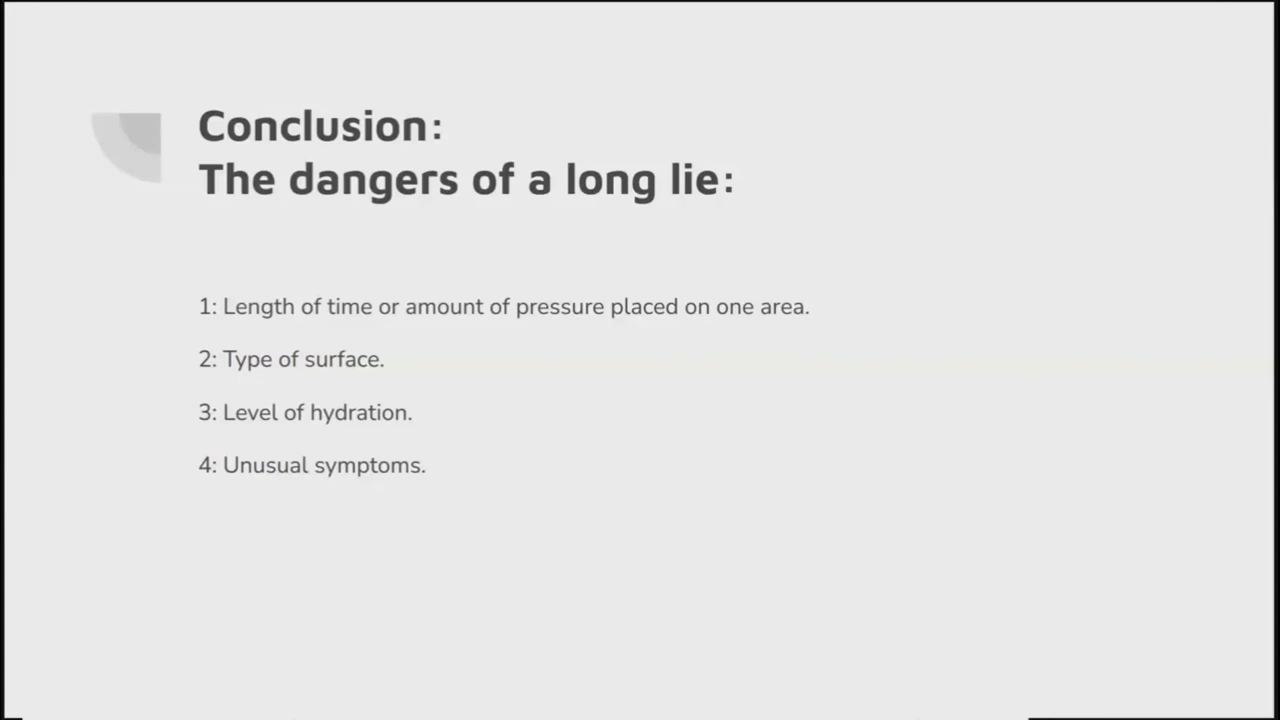 Conclusion:
The dangers of a long lie:
1: Length of time or amount of pressure placed on one area.
2: Type of surface.
3: Level of hydration.
4: Unusual symptoms.